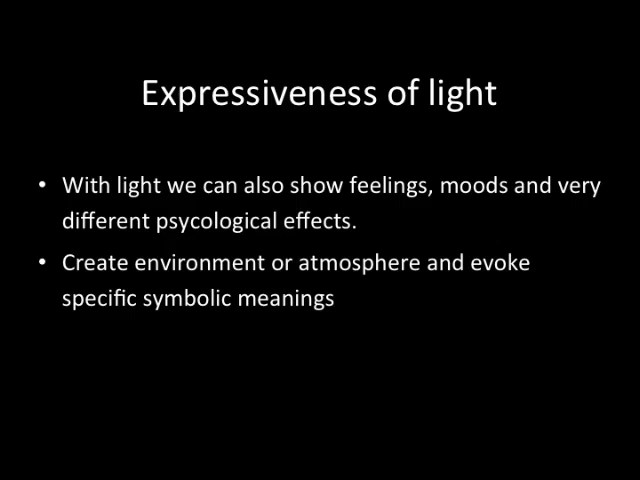 Expressiveness of light
• With light we can also show feelings, moods and very
different psycological effects.
• Create environment or atmosphere and evoke
specific symbolic meanings